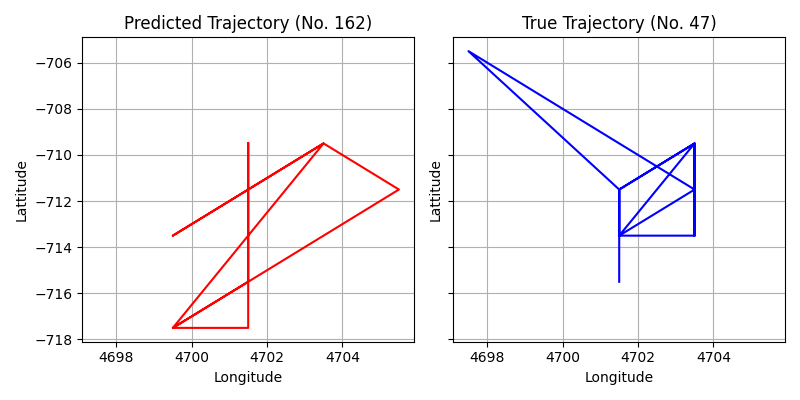 Predicted Trajectory (No. 162)
True Trajectory (No. 47)
Lattitude
−706
−708
−710
−712
−714
−716
−718
4698
4700
4702
4704
Longitude
Lattitude
4698
4700
4702
4704
Longitude